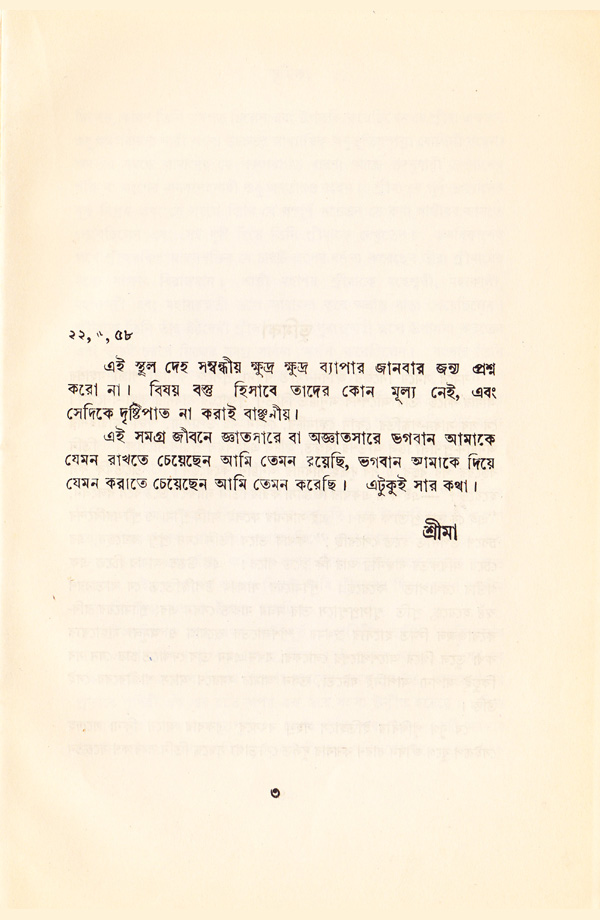 ২২, ", ৫৮
এই স্থুল দেহ সম্বন্ধীয় ক্ষুদ্র ক্ষুদ্র ব্যাপার জানবার জন্য প্রশ্ন
করো না। বিষয় বস্তু হিসাবে তাদের কোন মূল্য নেই, এবং
সেদিকে দৃষ্টিপাত না করাই বাঞ্ছনীয়।
এই সমগ্র জীবনে জ্ঞাতসারে বা অজ্ঞাতসারে ভগবান আমাকে
যেমন রাখতে চেয়েছেন আমি তেমন রয়েছি, ভগবান আমাকে দিয়ে
যেমন করাতে চেয়েছেন আমি তেমন করেছি। এটুকুই সার কথা।
শ্রীমা
৩